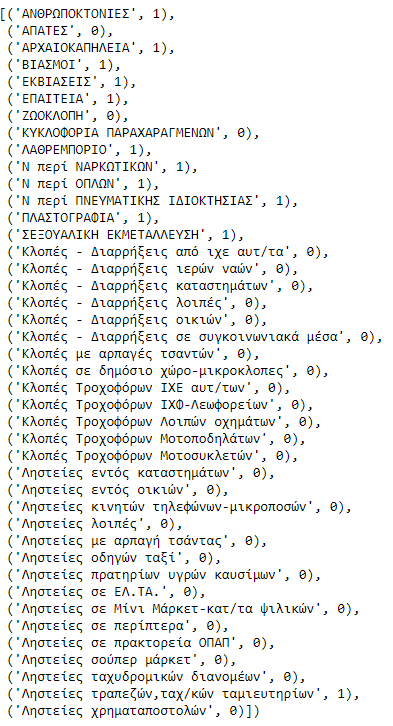 [('ΑΝΘΡΩΠΟΚΤΟΝΙΕΣ', 1),
('ΑΠΑΤΕΣ', 0),
('ΑΡΧΑΙΟΚΑΠΗΛΕΙΑ', 1),
('ΒΙΑΣΜΟΙ', 1),
('ΕΚΒΙΑΣΕΙΣ', 1),
('ΕΠΑΙΤΕΙΑ', 1),
('ΖΩΟΚΛΟΠΗ', 0),
('ΚΥΚΛΟΦΟΡΙΑ ΠΑΡΑΧΑΡΑΓΜΕΝΩΝ', 0),
('ΛΑΘΡΕΜΠΟΡΙΟ', 1),
('Ν περί ΝΑΡΚΩΤΙΚΩΝ', 1),
('Ν περί ΟΠΛΩΝ', 1),
('Ν περί ΠΝΕΥΜΑΤΙΚΗΣ ΙΔΙΟΚΤΗΣΙΑΣ', 1),
('ΠΛΑΣΤΟΓΡΑΦΙΑ', 1),
('ΣΕΞΟΥΑΛΙΚΗ ΕΚΜΕΤΑΛΛΕΥΣΗ', 1),
('Κλοπές - Διαρρήξεις από ιχε αυτ/τα', 0),
('Κλοπές - Διαρρήξεις ιερών ναών', 0),
('Κλοπές - Διαρρήξεις καταστημάτων', 0),
('Κλοπές - Διαρρήξεις λοιπές', 0),
('Κλοπές - Διαρρήξεις οικιών', 0),
('Κλοπές - Διαρρήξεις σε συγκοινωνιακά μέσα', 0),
('Κλοπές με αρπαγές τσαντών', 0),
('Κλοπές σε δημόσιο χώρο-μικροκλοπες', 0),
('Κλοπές Τροχοφόρων ΙΧΕ αυτ/των', 0),
('Κλοπές Τροχοφόρων ΙΧΦ-Λεωφορείων', 0),
('Κλοπές Τροχοφόρων Λοιπών οχημάτων', 0),
('Κλοπές Τροχοφόρων Μοτοποδηλάτων', 0),
('Κλοπές Τροχοφόρων Μοτοσυκλετών', 0),
('Ληστείες εντός καταστημάτων', 0),
('Ληστείες εντός οικιών', 0),
('Ληστείες κινητών τηλεφώνων-μικροποσών', 0),
('Ληστείες λοιπές', 0),
('Ληστείες με αρπαγή τσάντας', 0),
('Ληστείες οδηγών ταξί', 0),
('Ληστείες πρατηρίων υγρών καυσίμων', 0),
('Ληστείες σε ΕΛ.ΤΑ.', 0),
('Ληστείες σε Μίνι Μάρκετ-κατ/τα ψιλικών', 0),
('Ληστείες σε περίπτερα', 0),
('Ληστείες σε πρακτορεία ΟΠΑΠ', 0),
('Ληστείες σούπερ μάρκετ', 0),
('Ληστείες ταχυδρομικών διανομέων', 0),
('Ληστείες τραπεζών,ταχ/κών ταμιευτηρίων', 1),
('Ληστείες χρηματαποστολών', 0)])